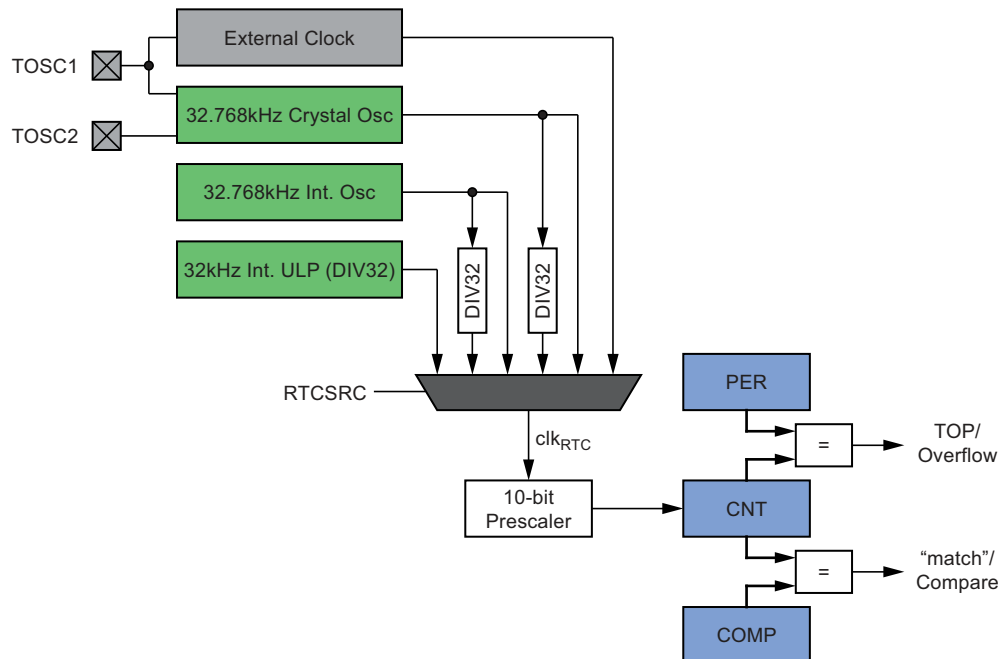 External Clock
TOSC1
32.768kHz Crystal Osc
TOSC2
32.768kHz Int. Osc
32kHz Int. ULP (DIV32)
DIV32
DIV32
RTCSRC
PER
clkRTC
=
TOP/
Overflow
10-bit
Prescaler
CNT
=
“match”/
Compare
COMP